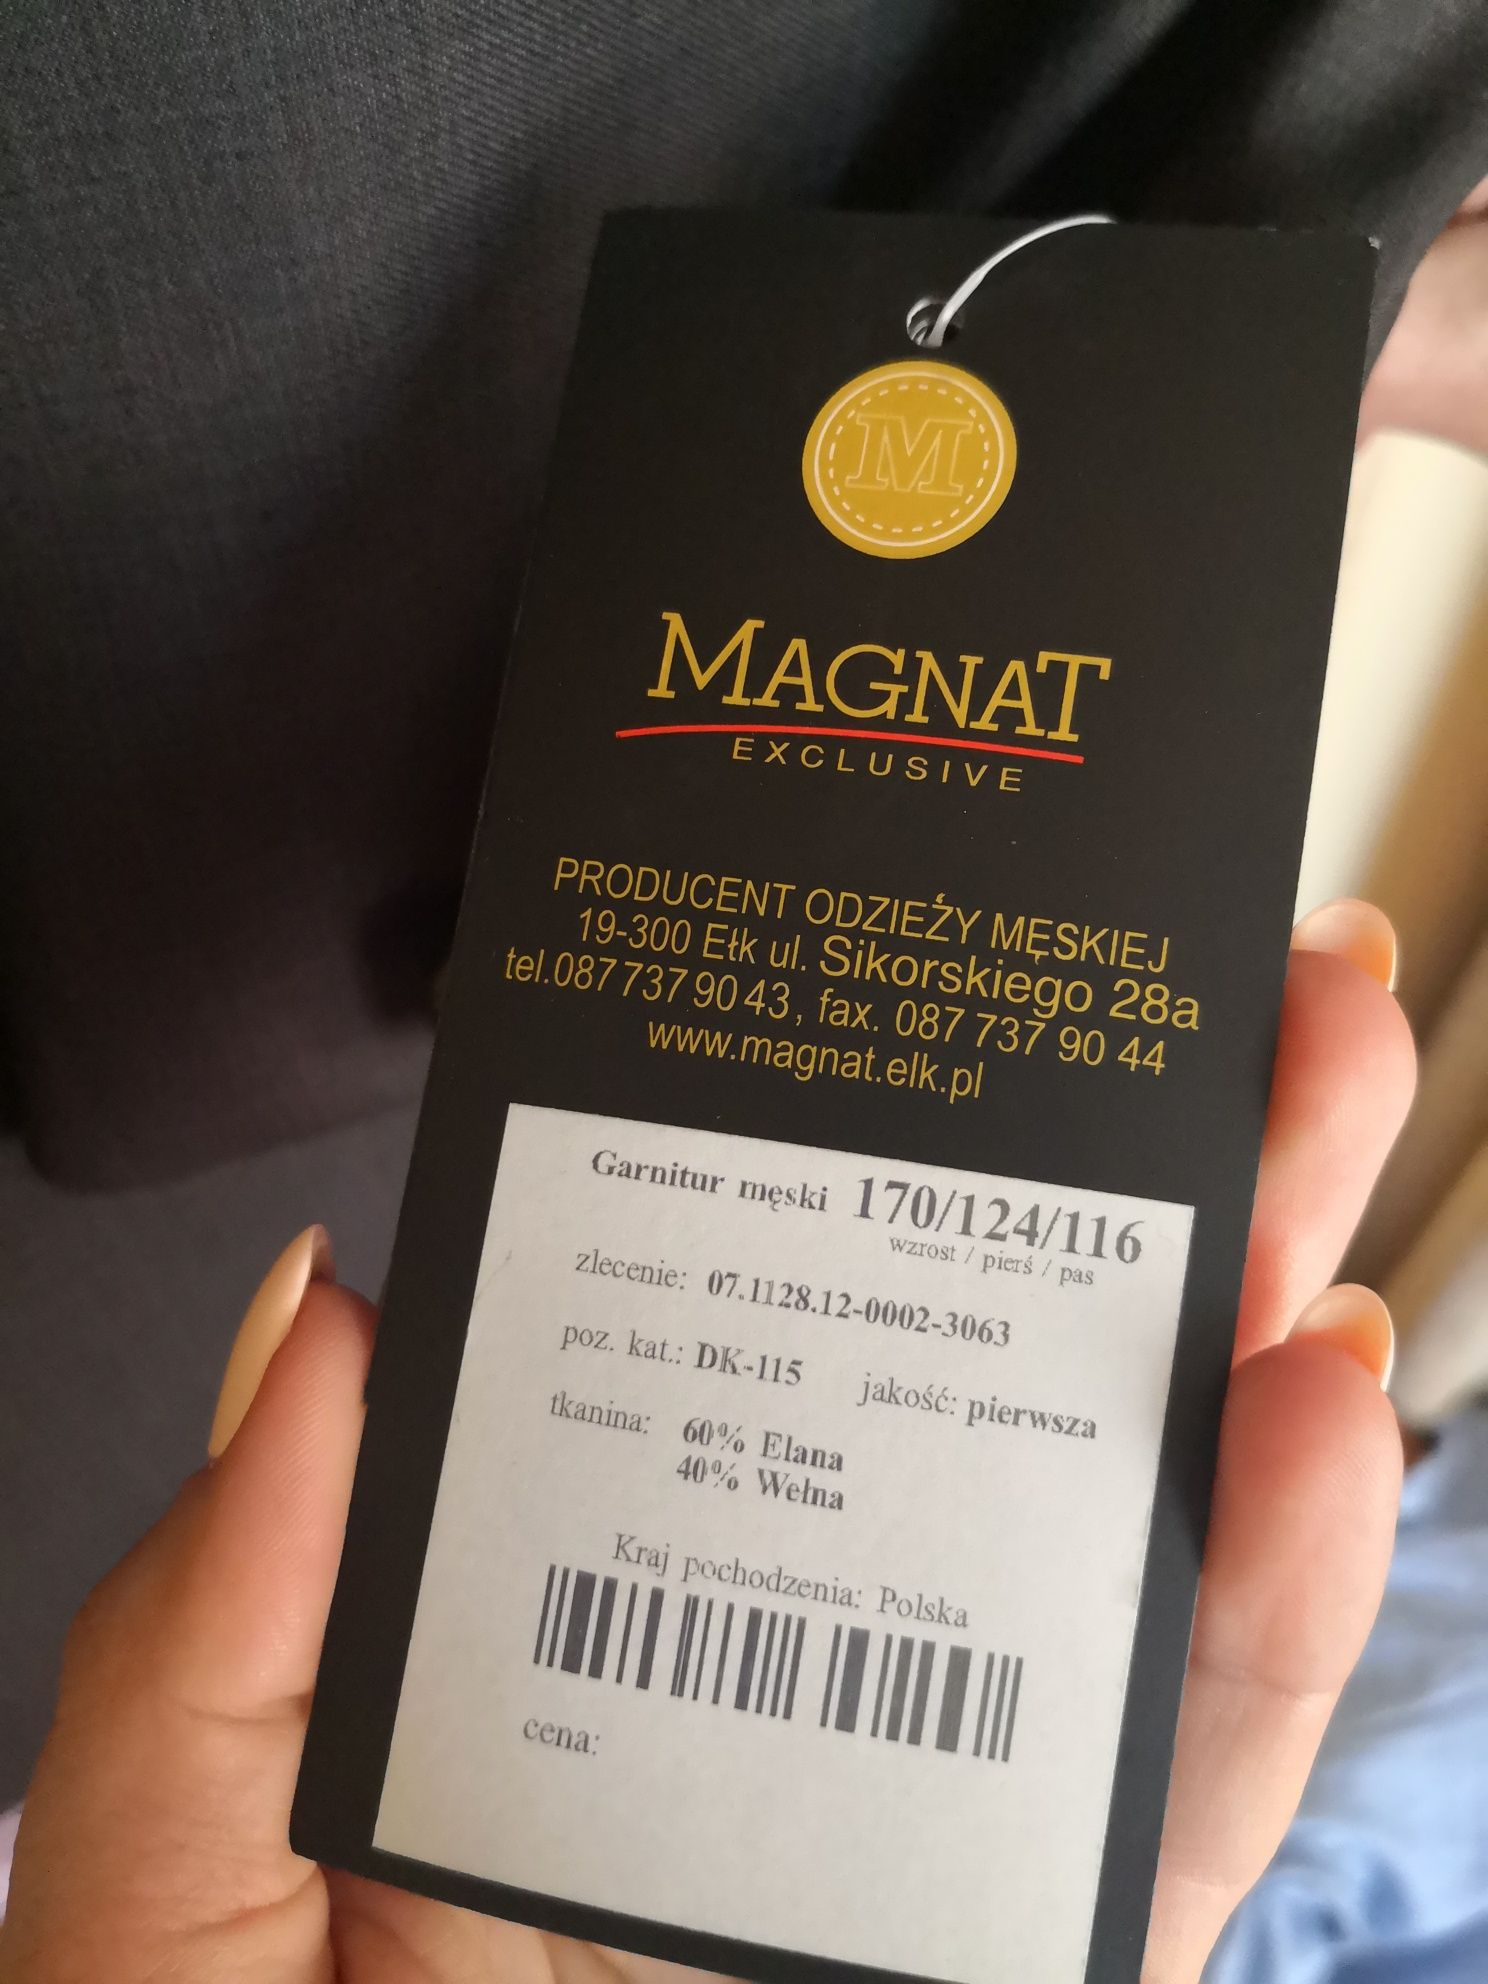 M
MAGNAT
EXCLUSIVE
PRODUCENT ODZIEŻY MĘSKIEJ
19-300 Ełk ul. Sikorskiego 28a
tel.087 737 90 43, fax. 087 737 90 44
www.magnat.elk.pl
Garnitur męski 170/124/116
wzrost / pierś / pas
zlecenie: 07.1128.12-0002-3063
poz. kat.: DK-115 jakość: pierwsza
tkanina: 60% Elana
40% Wełna
Kraj pochodzenia: Polska
cena: